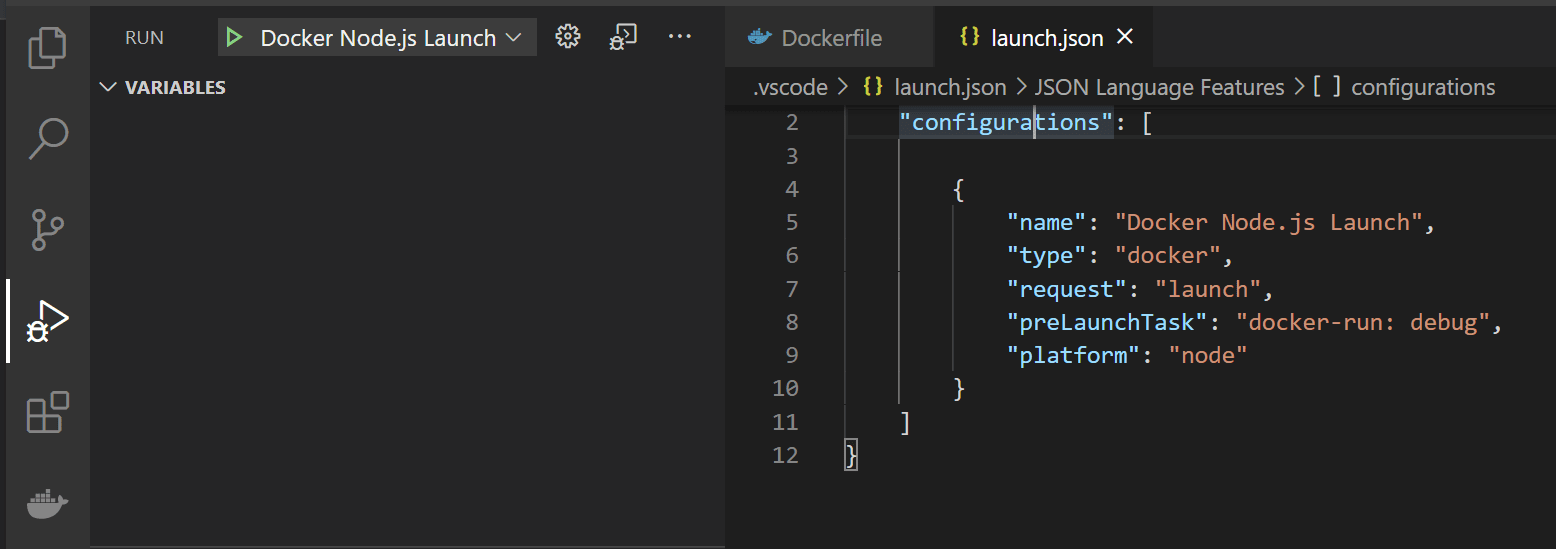 RUN
Docker Node.js Launch
VARIABLES
Dockerfile
{} launch.json
.vscode > {} launch.json > JSON Language Features > [ ] configurations
2 "configurations": [
3
4 {
5 "name": "Docker Node.js Launch",
6 "type": "docker",
7 "request": "launch",
8 "preLaunchTask": "docker-run: debug",
9 "platform": "node"
10 }
11 ]
12 }